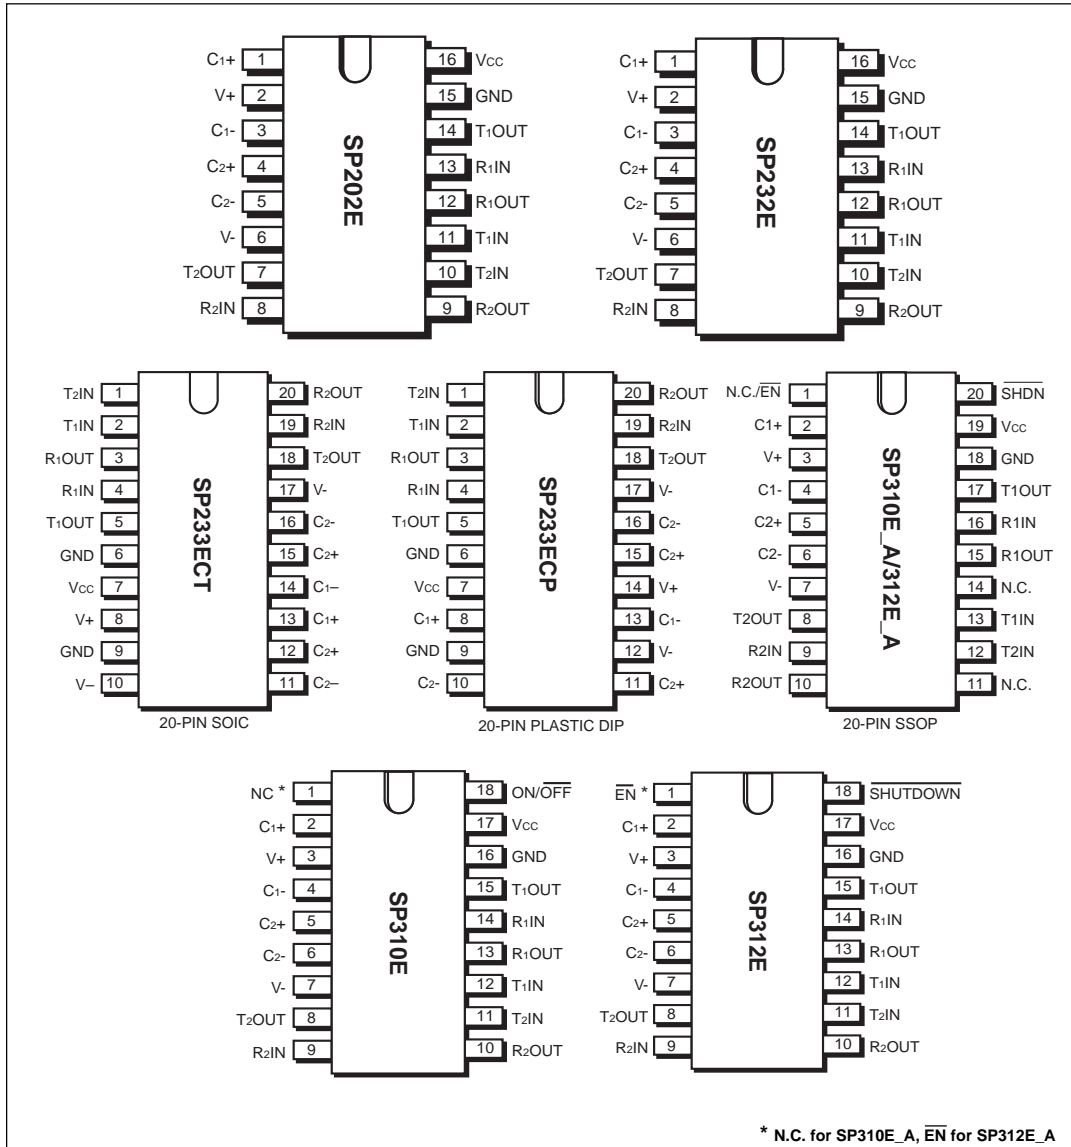 C1+ 1 16 VCC
V+ 2 15 GND
C1- 3 14 T1OUT
C2+ 4 13 R1IN
C2- 5 12 R1OUT
V- 6 11 T1IN
T2OUT 7 10 T2IN
R2IN 8 9 R2OUT
SP202E
C1+ 1 16 VCC
V+ 2 15 GND
C1- 3 14 T1OUT
C2+ 4 13 R1IN
C2- 5 12 R1OUT
V- 6 11 T1IN
T2OUT 7 10 T2IN
R2IN 8 9 R2OUT
SP232E
T2IN 1 20 R2OUT
T1IN 2 19 R2IN
R1OUT 3 18 T2OUT
R1IN 4 17 V-
T1OUT 5 16 C2-
GND 6 15 C2+
VCC 7 14 C1–
V+ 8 13 C1+
GND 9 12 C2+
V– 10 11 C2–
SP233ECT
20-PIN SOIC
T2IN 1 20 R2OUT
T1IN 2 19 R2IN
R1OUT 3 18 T2OUT
R1IN 4 17 V-
T1OUT 5 16 C2-
GND 6 15 C2+
VCC 7 14 V+
C1+ 8 13 C1-
GND 9 12 V-
C2- 10 11 C2+
SP233ECP
20-PIN PLASTIC DIP
N.C./E̅N̅ 1 20 S̅H̅D̅N̅
C1+ 2 19 VCC
V+ 3 18 GND
C1- 4 17 T1OUT
C2+ 5 16 R1IN
C2- 6 15 R1OUT
V- 7 14 N.C.
T2OUT 8 13 T1IN
R2IN 9 12 T2IN
R2OUT 10 11 N.C.
SP310E_A/312E_A
20-PIN SSOP
NC * 1 18 ON/O̅F̅F̅
C1+ 2 17 VCC
V+ 3 16 GND
C1- 4 15 T1OUT
C2+ 5 14 R1IN
C2- 6 13 R1OUT
V- 7 12 T1IN
T2OUT 8 11 T2IN
R2IN 9 10 R2OUT
SP310E
E̅N̅ * 1 18 S̅H̅U̅T̅D̅O̅W̅N̅
C1+ 2 17 VCC
V+ 3 16 GND
C1- 4 15 T1OUT
C2+ 5 14 R1IN
C2- 6 13 R1OUT
V- 7 12 T1IN
T2OUT 8 11 T2IN
R2IN 9 10 R2OUT
SP312E
* N.C. for SP310E_A, E̅N̅ for SP312E_A